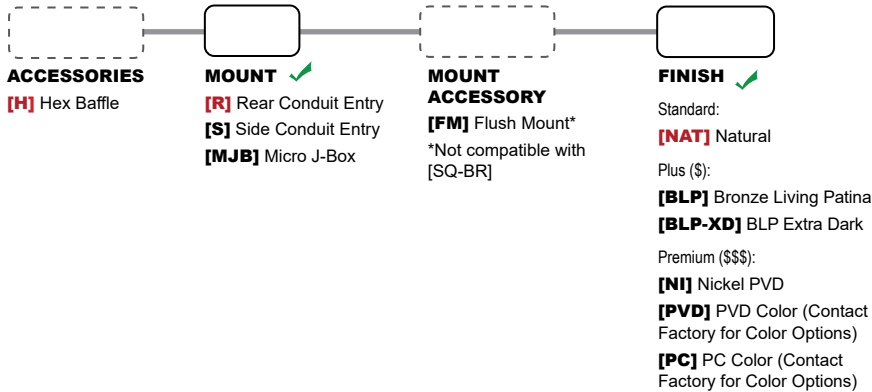 ACCESSORIES
[H] Hex Baffle
MOUNT
[R] Rear Conduit Entry
[S] Side Conduit Entry
[MJB] Micro J-Box
MOUNT
ACCESSORY
[FM] Flush Mount*
*Not compatible with
[SQ-BR]
FINISH
Standard:
[NAT] Natural
Plus ($):
[BLP] Bronze Living Patina
[BLP-XD] BLP Extra Dark
Premium ($$$):
[NI] Nickel PVD
[PVD] PVD Color (Contact
Factory for Color Options)
[PC] PC Color (Contact
Factory for Color Options)